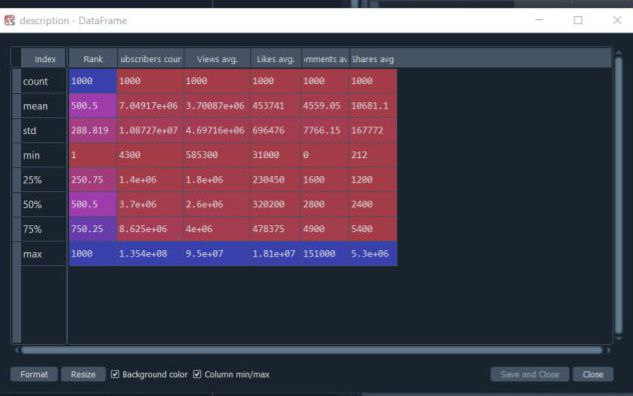 description - DataFrame
Index Rank ubscribers cour Views avg. Likes avg. omments av Shares avg
count 1000 1000 1000 1000 1000 1000
mean 500.5 7.04917e+06 3.70087e+06 453741 4559.05 10681.1
std 288.819 1.08727e+07 4.69716e+06 696476 7766.15 167772
min 1 4300 585300 31000 0 212
25% 250.75 1.4e+06 1.8e+06 230450 1600 1200
50% 500.5 3.7e+06 2.6e+06 320200 2800 2400
75% 750.25 8.625e+06 4e+06 478375 4900 5400
max 1000 1.354e+08 9.5e+07 1.81e+07 151000 5.3e+06
Format Resize Background color Column min/max Save and Close Close